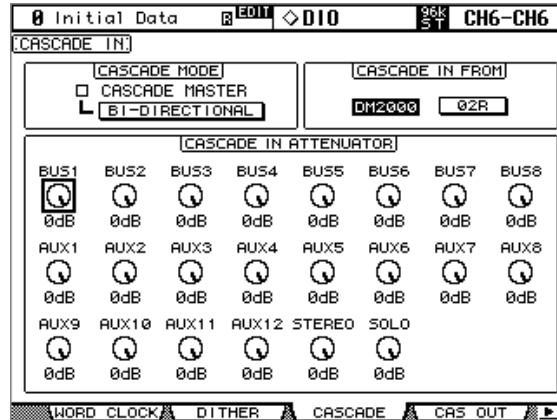 0 Initial Data R EDIT ◇DIO 96k ST CH6-CH6
CASCADE IN
CASCADE MODE CASCADE IN FROM
CASCADE MASTER
BI-DIRECTIONAL DM2000 02R
CASCADE IN ATTENUATOR
BUS1 BUS2 BUS3 BUS4 BUS5 BUS6 BUS7 BUS8
0dB 0dB 0dB 0dB 0dB 0dB 0dB 0dB
AUX1 AUX2 AUX3 AUX4 AUX5 AUX6 AUX7 AUX8
0dB 0dB 0dB 0dB 0dB 0dB 0dB 0dB
AUX9 AUX10 AUX11 AUX12 STEREO SOLO
0dB 0dB 0dB 0dB 0dB 0dB
WORD CLOCK DITHER CASCADE CAS OUT